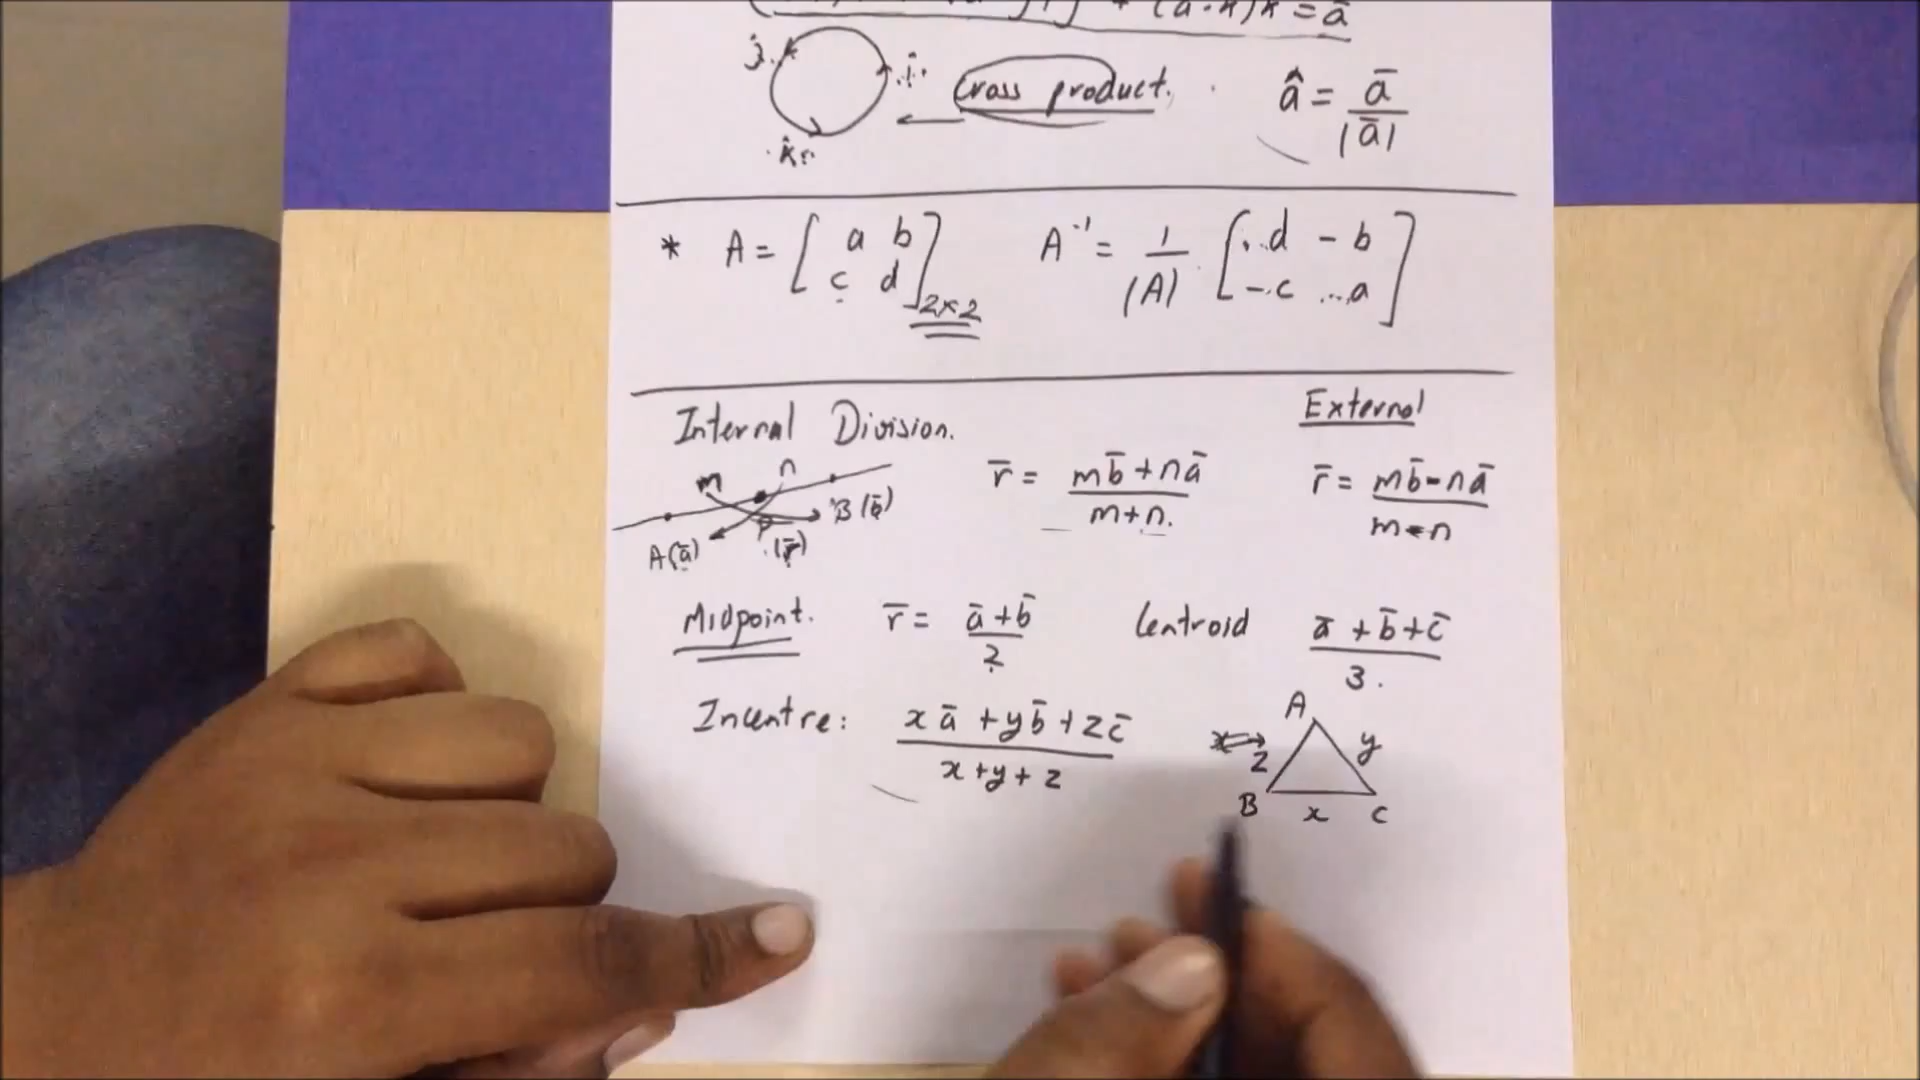 (ā·k̂)k̂ = ā
ĵ
î
k̂
Cross product.
â = ā / |ā|
* A = [ a b
c d ] 2×2
A⁻¹ = 1 / |A| [ d -b
-c a ]
Internal Division.
m n
A(ā) P (r̄) B(b̄)
r̄ = mb̄ + nā / m+n.
External
r̄ = mb̄ - nā / m - n
Midpoint. r̄ = ā + b̄ / 2
Centroid ā + b̄ + c̄ / 3.
Incentre: xā + yb̄ + zc̄ / x+y+z
A
z y
B x C